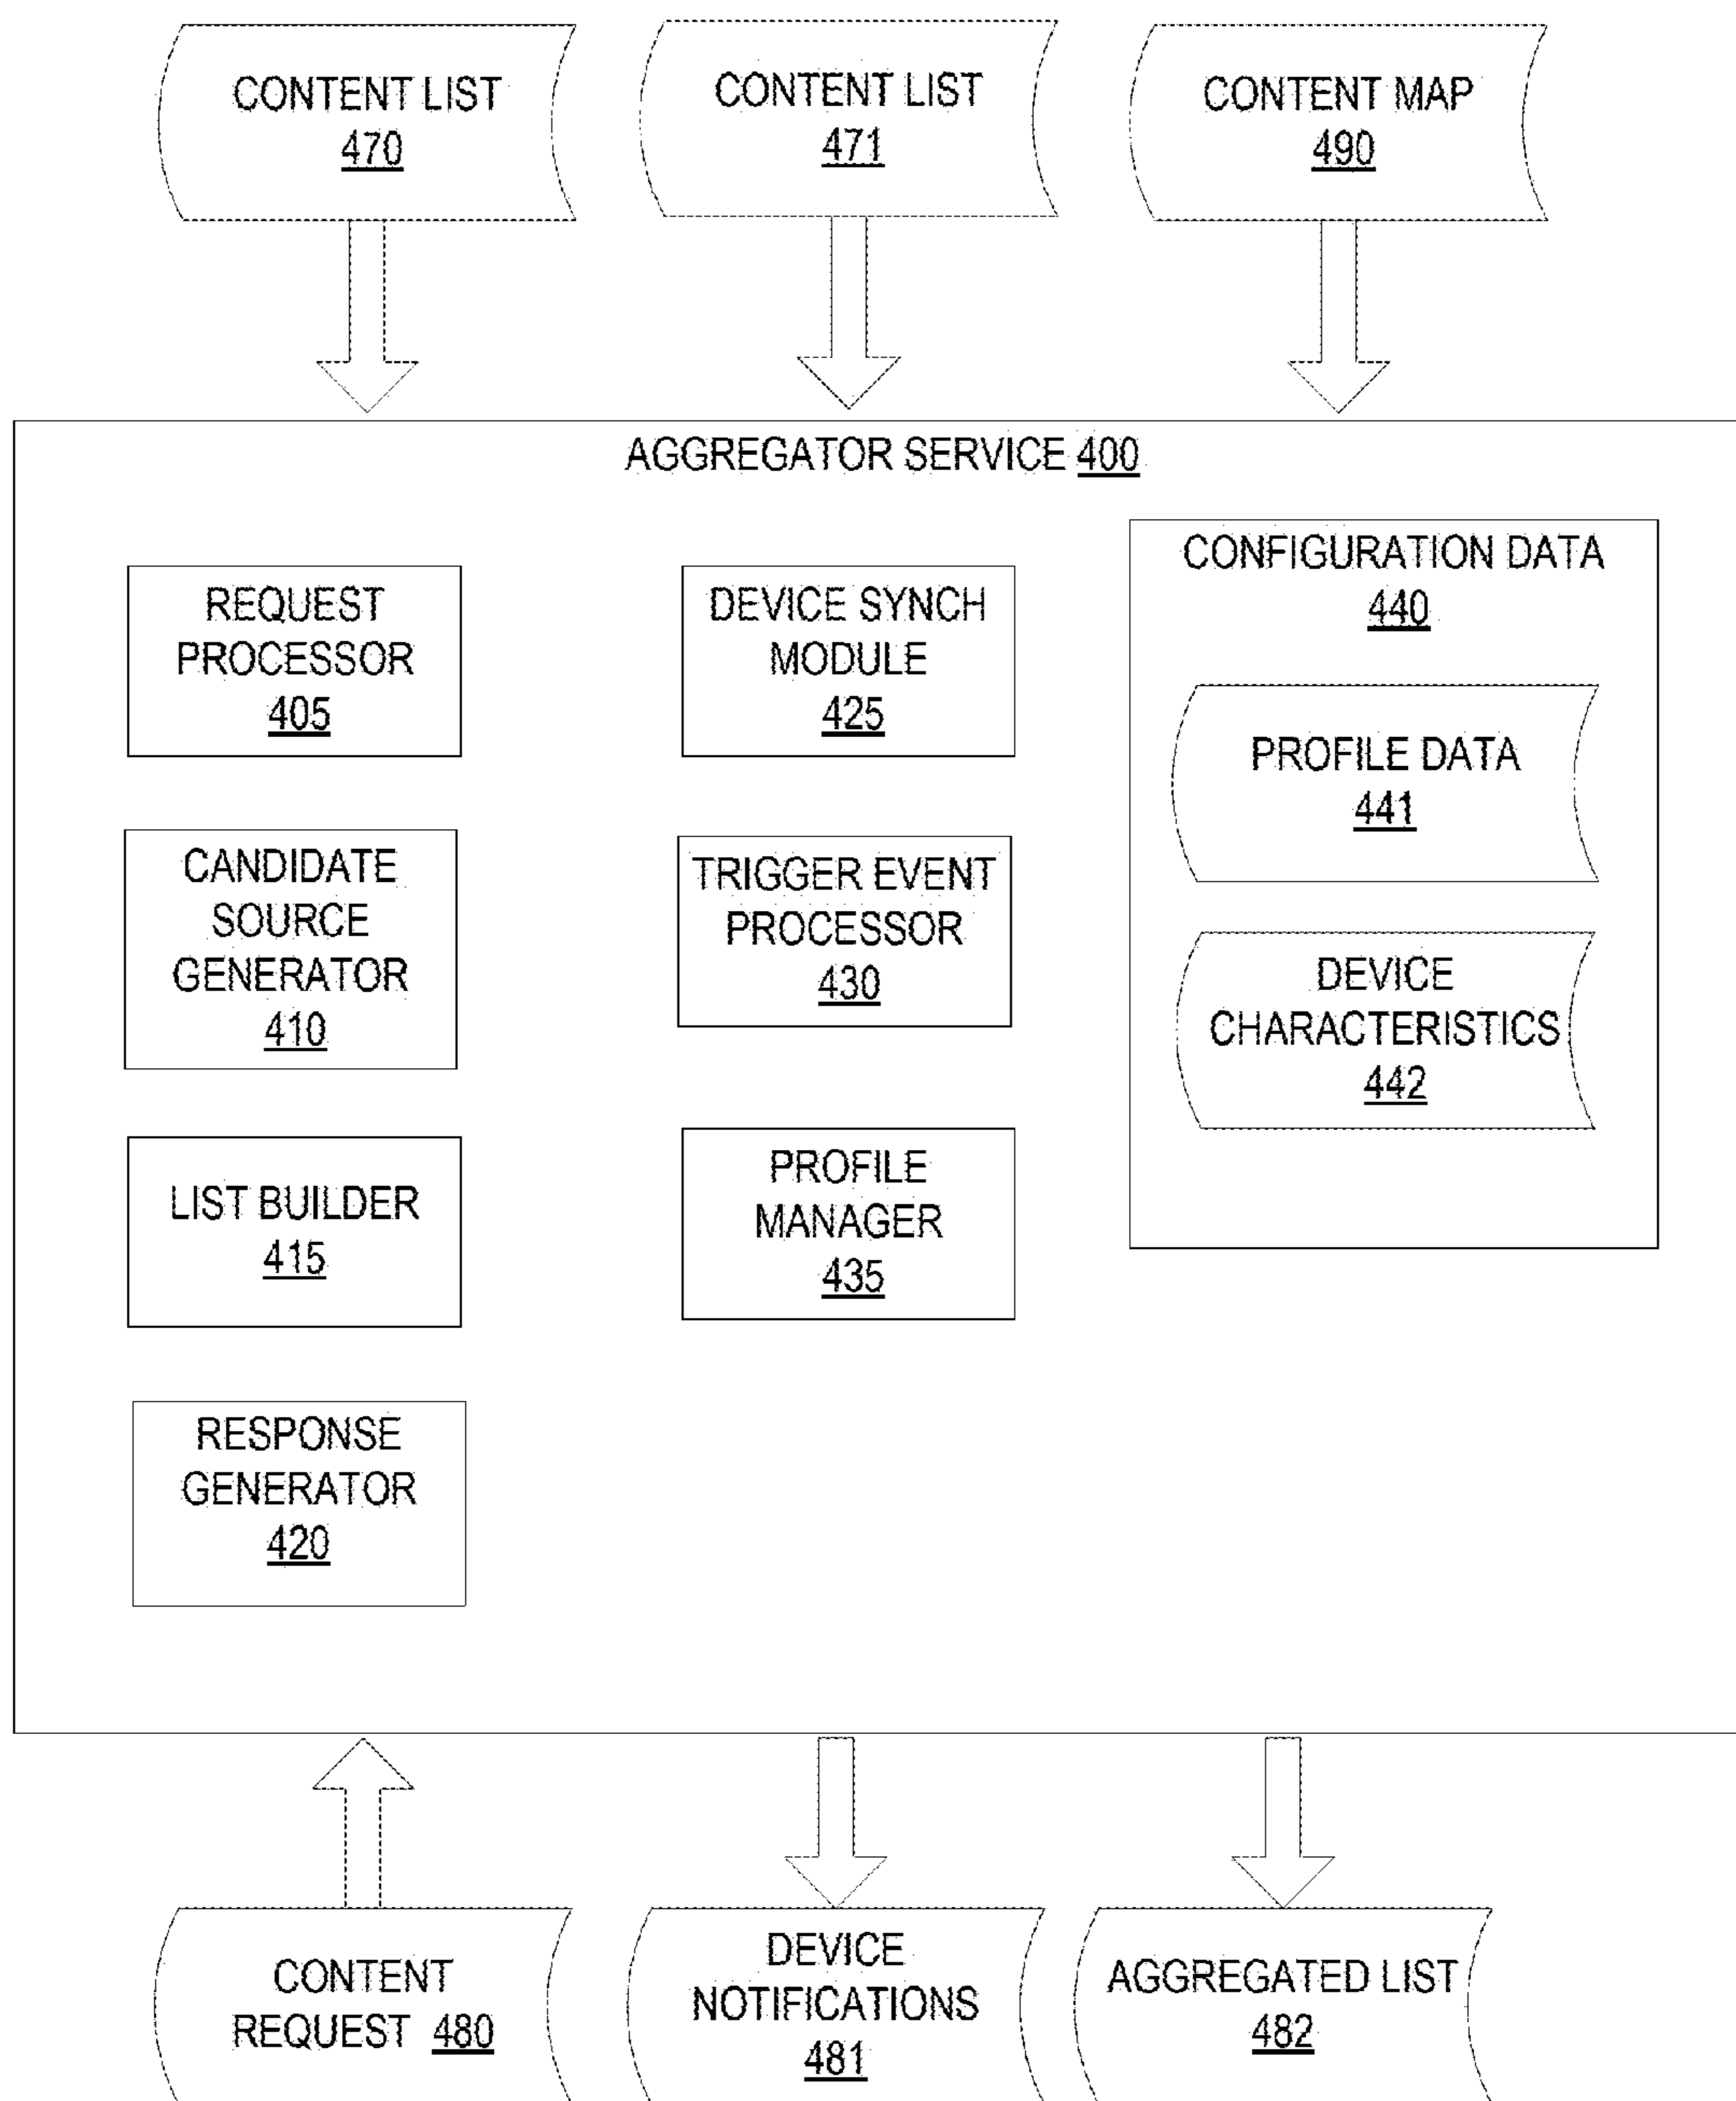 CONTENT LIST
470
CONTENT LIST
471
CONTENT MAP
490
AGGREGATOR SERVICE 400
REQUEST
PROCESSOR
405
CANDIDATE
SOURCE
GENERATOR
410
LIST BUILDER
415
RESPONSE
GENERATOR
420
DEVICE SYNCH
MODULE
425
TRIGGER EVENT
PROCESSOR
430
PROFILE
MANAGER
435
CONFIGURATION DATA
440
PROFILE DATA
441
DEVICE
CHARACTERISTICS
442
CONTENT
REQUEST 480
DEVICE
NOTIFICATIONS
481
AGGREGATED LIST
482